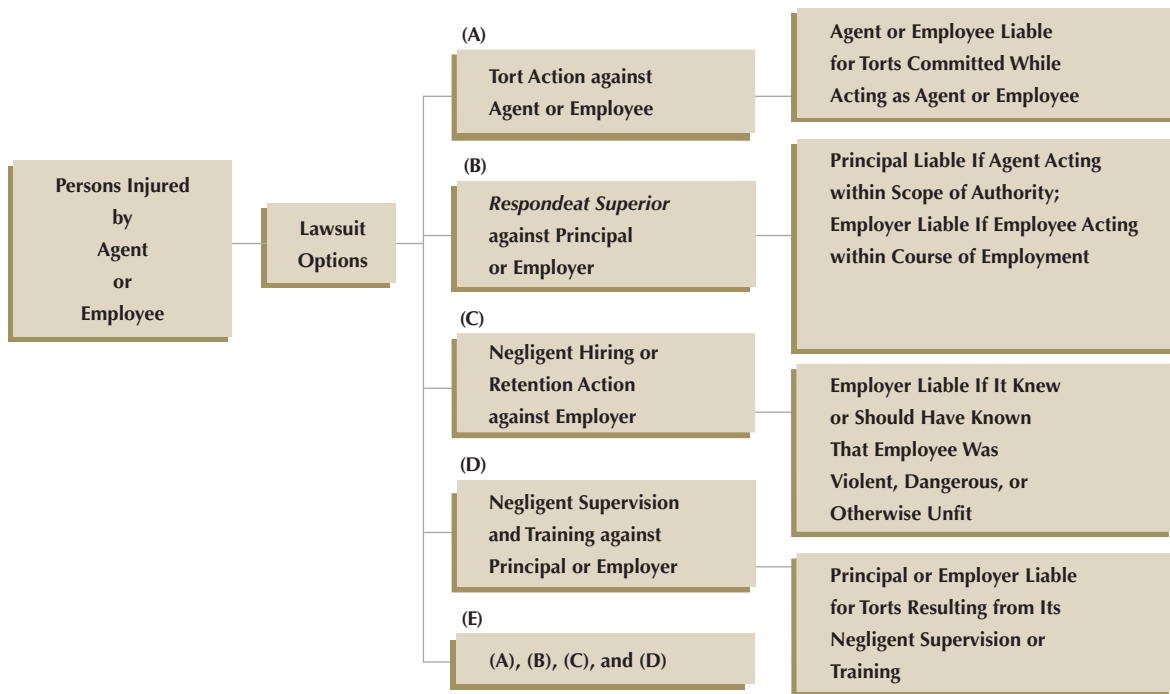 Persons Injured
by
Agent
or
Employee
Lawsuit
Options
(A)
Tort Action against
Agent or Employee
Agent or Employee Liable
for Torts Committed While
Acting as Agent or Employee
(B)
Respondeat Superior
against Principal
or Employer
Principal Liable If Agent Acting
within Scope of Authority;
Employer Liable If Employee Acting
within Course of Employment
(C)
Negligent Hiring or
Retention Action
against Employer
Employer Liable If It Knew
or Should Have Known
That Employee Was
Violent, Dangerous, or
Otherwise Unfit
(D)
Negligent Supervision
and Training against
Principal or Employer
Principal or Employer Liable
for Torts Resulting from Its
Negligent Supervision or
Training
(E)
(A), (B), (C), and (D)